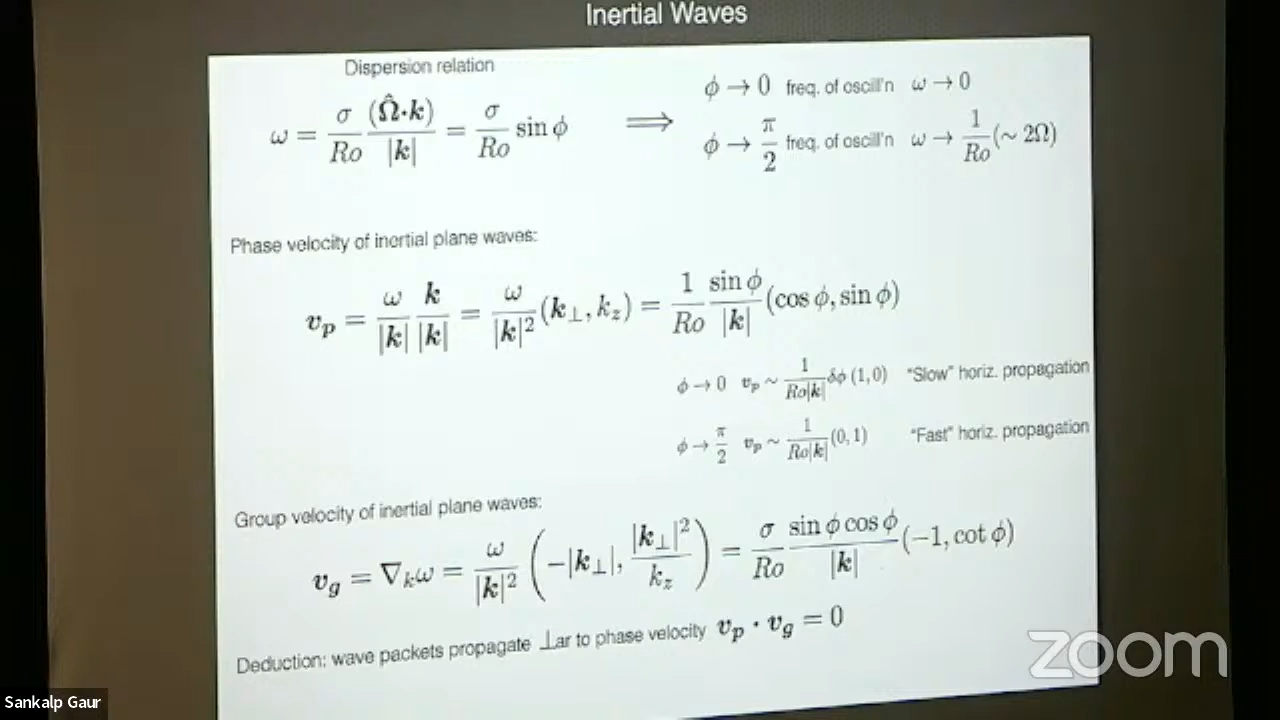 Inertial Waves
Dispersion relation
ω = σ/Ro (Ω̂·k)/|k| = σ/Ro sin ϕ ⟹
ϕ → 0 freq. of oscill'n ω → 0
ϕ → π/2 freq. of oscill'n ω → 1/Ro (∼ 2Ω)
Phase velocity of inertial plane waves:
v_p = ω/|k| k/|k| = ω/|k|² (k_⊥, k_z) = 1/Ro sin ϕ/|k| (cos ϕ, sin ϕ)
ϕ → 0 v_p ∼ 1/Ro|k| δϕ (1, 0) "Slow" horiz. propagation
ϕ → π/2 v_p ∼ 1/Ro|k| (0, 1) "Fast" horiz. propagation
Group velocity of inertial plane waves:
v_g = ∇_k ω = ω/|k|² (−|k_⊥|, |k_⊥|²/k_z) = σ/Ro sin ϕ cos ϕ/|k| (−1, cot ϕ)
Deduction: wave packets propagate ⊥ar to phase velocity v_p · v_g = 0
zoom
Sankalp Gaur